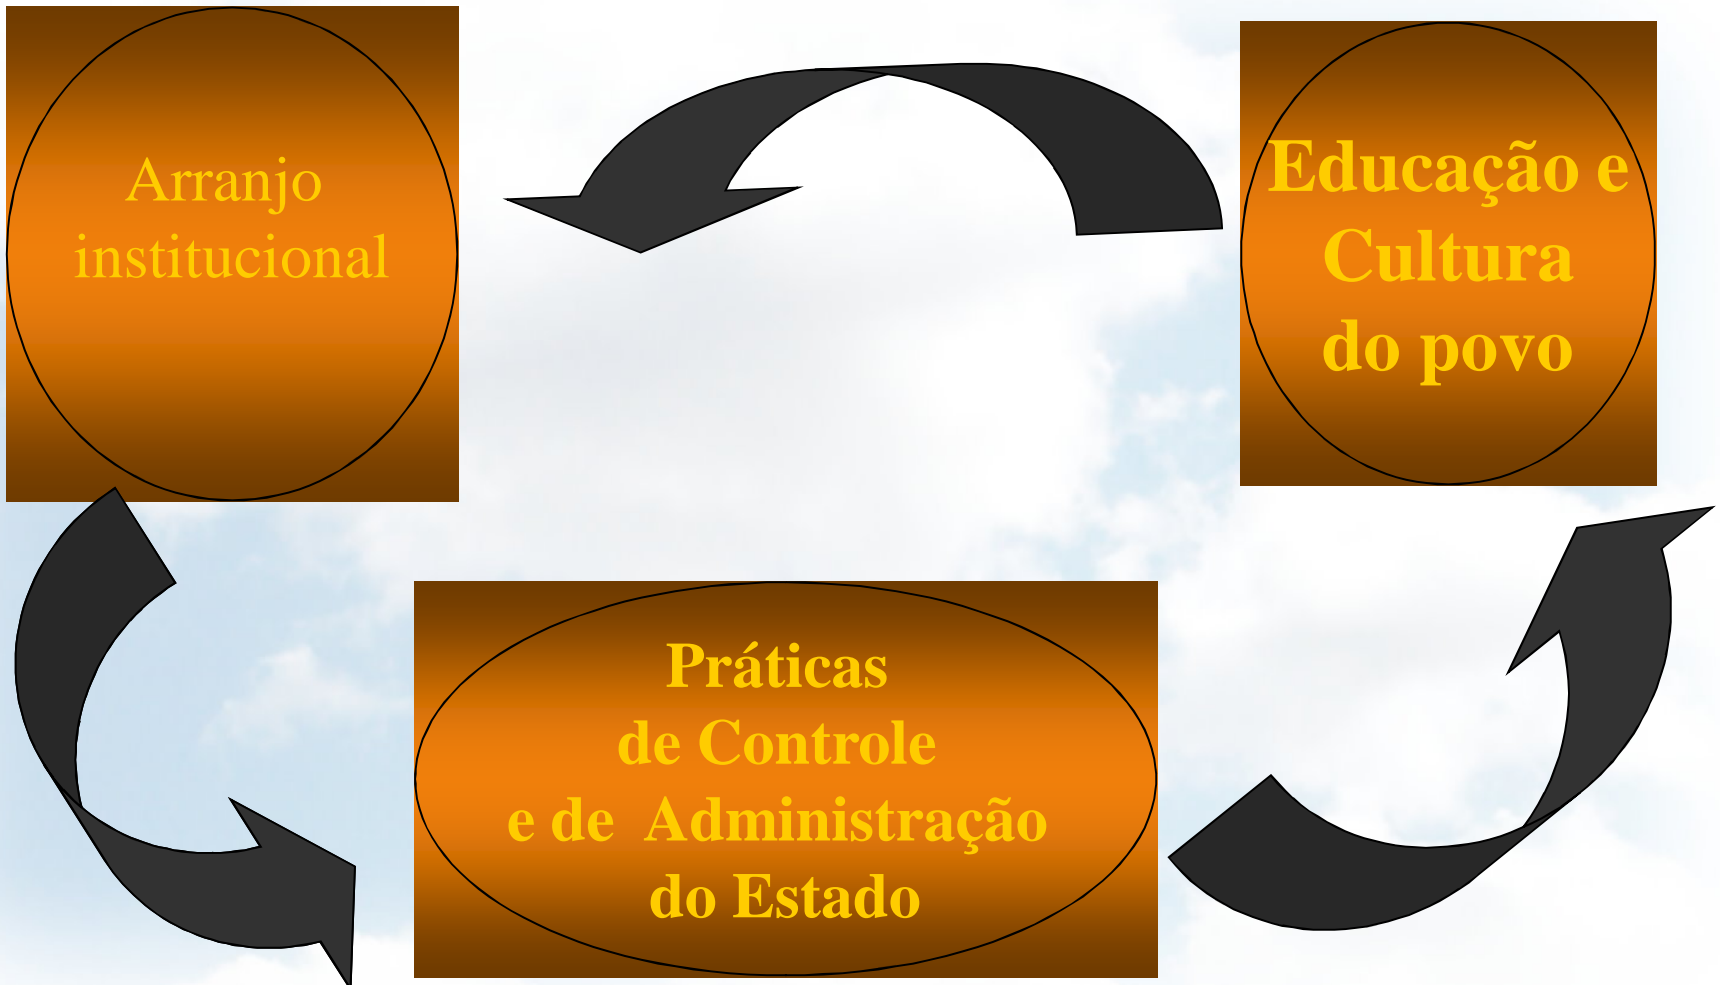 Arranjo
institucional
Educação e
Cultura
do povo
Práticas
de Controle
e de Administração
do Estado